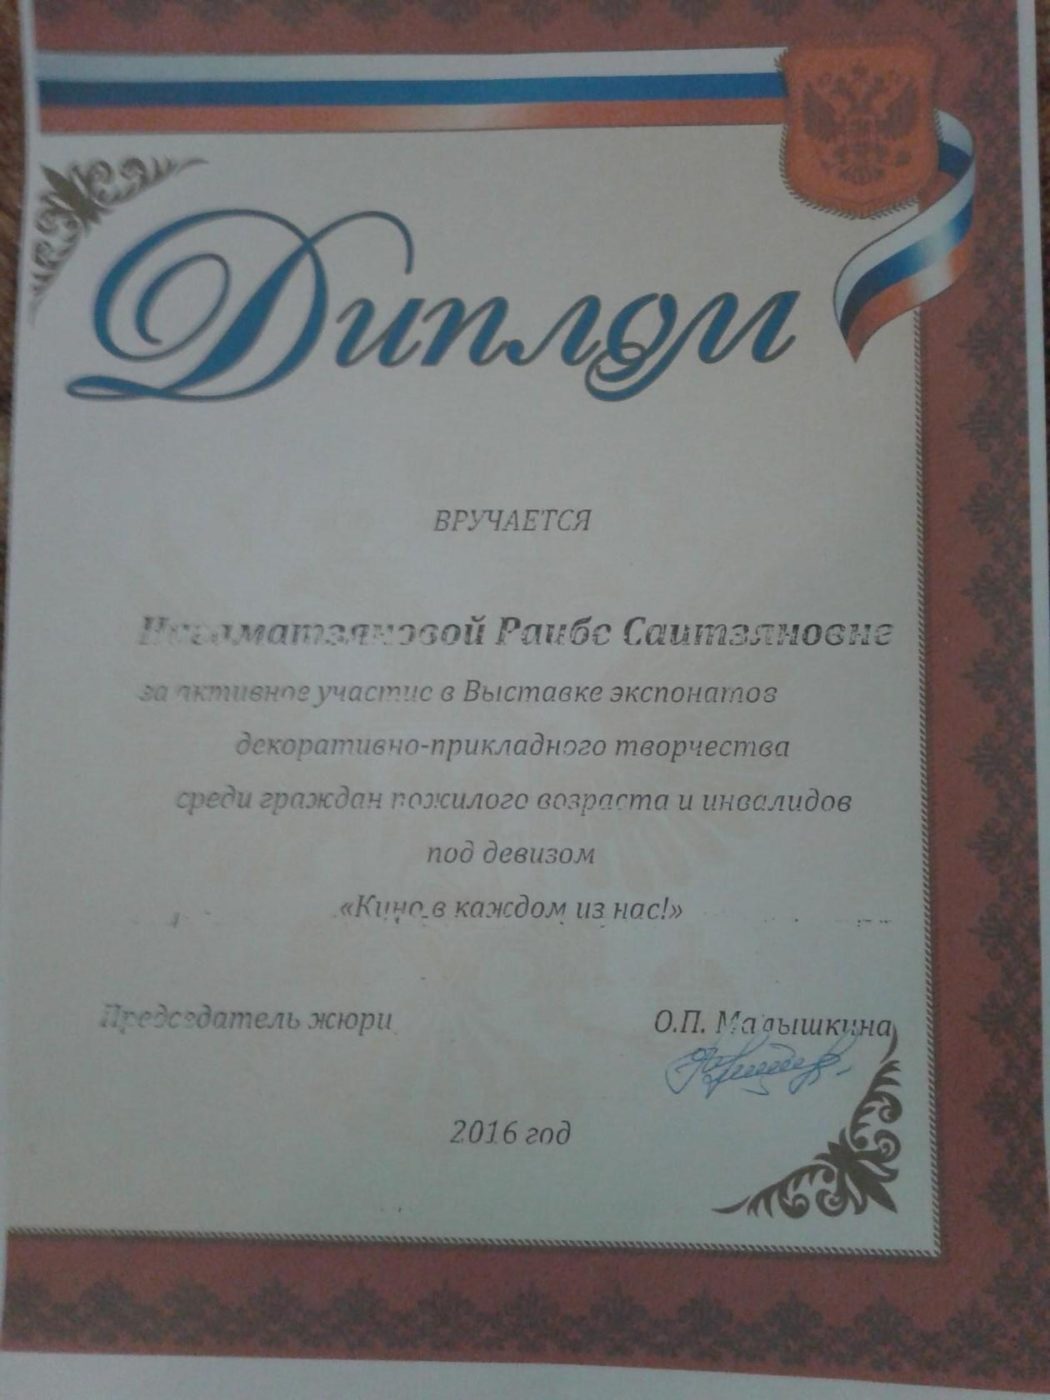 Диплом
ВРУЧАЕТСЯ
Саитзяновне
за активное участие в Выставке экспонатов
декоративно-прикладного творчества
среди граждан пожилого возраста и инвалидов
под девизом
«Кино в каждом из нас!»
Председатель жюри О.П. Малышкина
2016 год